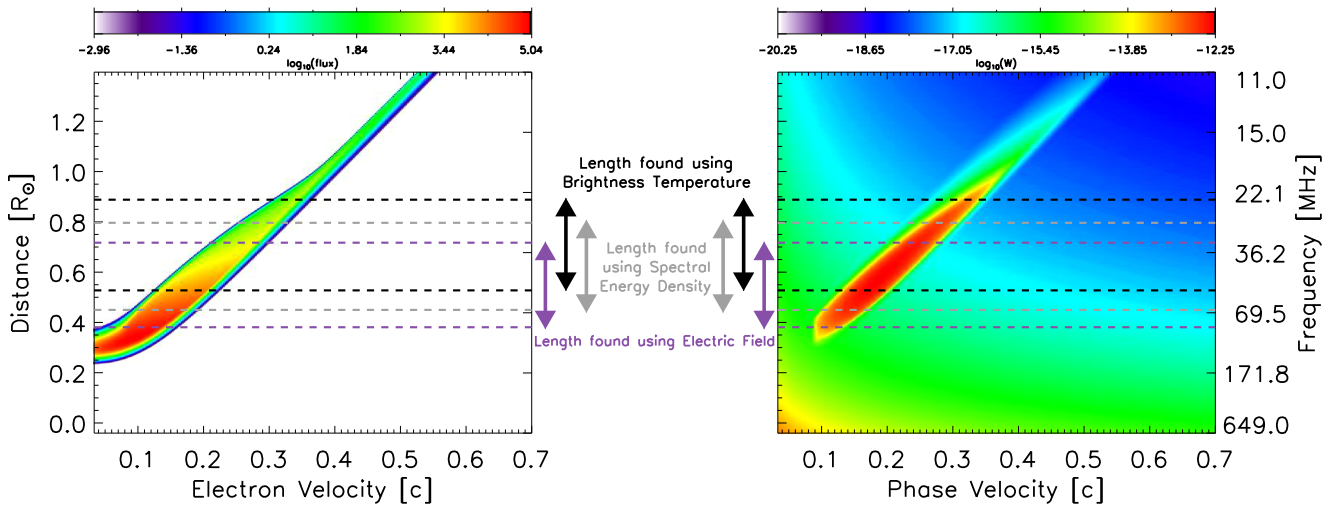 −2.96 −1.36 0.24 1.84 3.44 5.04
log10(flux)
−20.25 −18.65 −17.05 −15.45 −13.85 −12.25
log10(W)
Distance [R☉]
1.2
1.0
0.8
0.6
0.4
0.2
0.0
0.1 0.2 0.3 0.4 0.5 0.6 0.7
Electron Velocity [c]
Length found using
Brightness Temperature
Length found
using Spectral
Energy Density
Length found using Electric Field
11.0
15.0
22.1
36.2
69.5
171.8
649.0
Frequency [MHz]
0.1 0.2 0.3 0.4 0.5 0.6 0.7
Phase Velocity [c]